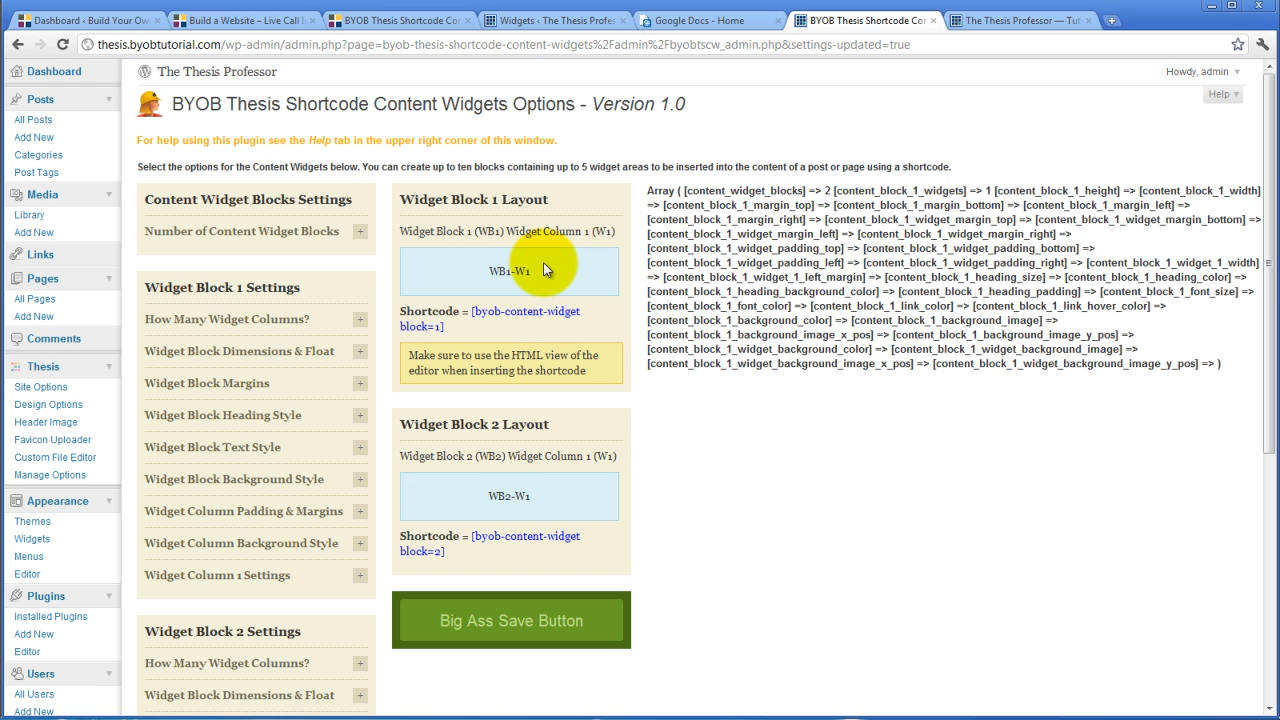 Dashboard ‹ Build Your Own
Build a Website – Live Call I
BYOB Thesis Shortcode Con
Widgets ‹ The Thesis Profes
Google Docs - Home
BYOB Thesis Shortcode Con
The Thesis Professor — Tut
thesis.byobtutorial.com/wp-admin/admin.php?page=byob-thesis-shortcode-content-widgets%2Fadmin%2Fbyobtscw_admin.php&settings-updated=true
Dashboard
Posts
All Posts
Add New
Categories
Post Tags
Media
Library
Add New
Links
Pages
All Pages
Add New
Comments
Thesis
Site Options
Design Options
Header Image
Favicon Uploader
Custom File Editor
Manage Options
Appearance
Themes
Widgets
Menus
Editor
Plugins
Installed Plugins
Add New
Editor
Users
All Users
Add New
The Thesis Professor
Howdy, admin
Help
BYOB Thesis Shortcode Content Widgets Options - Version 1.0
For help using this plugin see the Help tab in the upper right corner of this window.
Select the options for the Content Widgets below. You can create up to ten blocks containing up to 5 widget areas to be inserted into the content of a post or page using a shortcode.
Content Widget Blocks Settings
Number of Content Widget Blocks +
Widget Block 1 Settings
How Many Widget Columns? +
Widget Block Dimensions & Float +
Widget Block Margins +
Widget Block Heading Style +
Widget Block Text Style +
Widget Block Background Style +
Widget Column Padding & Margins +
Widget Column Background Style +
Widget Column 1 Settings +
Widget Block 2 Settings
How Many Widget Columns? +
Widget Block Dimensions & Float +
Widget Block 1 Layout
Widget Block 1 (WB1) Widget Column 1 (W1)
WB1-W1
Shortcode = [byob-content-widget
block=1]
Make sure to use the HTML view of the
editor when inserting the shortcode
Widget Block 2 Layout
Widget Block 2 (WB2) Widget Column 1 (W1)
WB2-W1
Shortcode = [byob-content-widget
block=2]
Big Ass Save Button
Array ( [content_widget_blocks] => 2 [content_block_1_widgets] => 1 [content_block_1_height] => [content_block_1_width]
=> [content_block_1_margin_top] => [content_block_1_margin_bottom] => [content_block_1_margin_left] =>
[content_block_1_margin_right] => [content_block_1_widget_margin_top] => [content_block_1_widget_margin_bottom] =>
[content_block_1_widget_margin_left] => [content_block_1_widget_margin_right] =>
[content_block_1_widget_padding_top] => [content_block_1_widget_padding_bottom] =>
[content_block_1_widget_padding_left] => [content_block_1_widget_padding_right] => [content_block_1_widget_1_width]
=> [content_block_1_widget_1_left_margin] => [content_block_1_heading_size] => [content_block_1_heading_color] =>
[content_block_1_heading_background_color] => [content_block_1_heading_padding] => [content_block_1_font_size] =>
[content_block_1_font_color] => [content_block_1_link_color] => [content_block_1_link_hover_color] =>
[content_block_1_background_color] => [content_block_1_background_image] =>
[content_block_1_background_image_x_pos] => [content_block_1_background_image_y_pos] =>
[content_block_1_widget_background_color] => [content_block_1_widget_background_image] =>
[content_block_1_widget_background_image_x_pos] => [content_block_1_widget_background_image_y_pos] => )